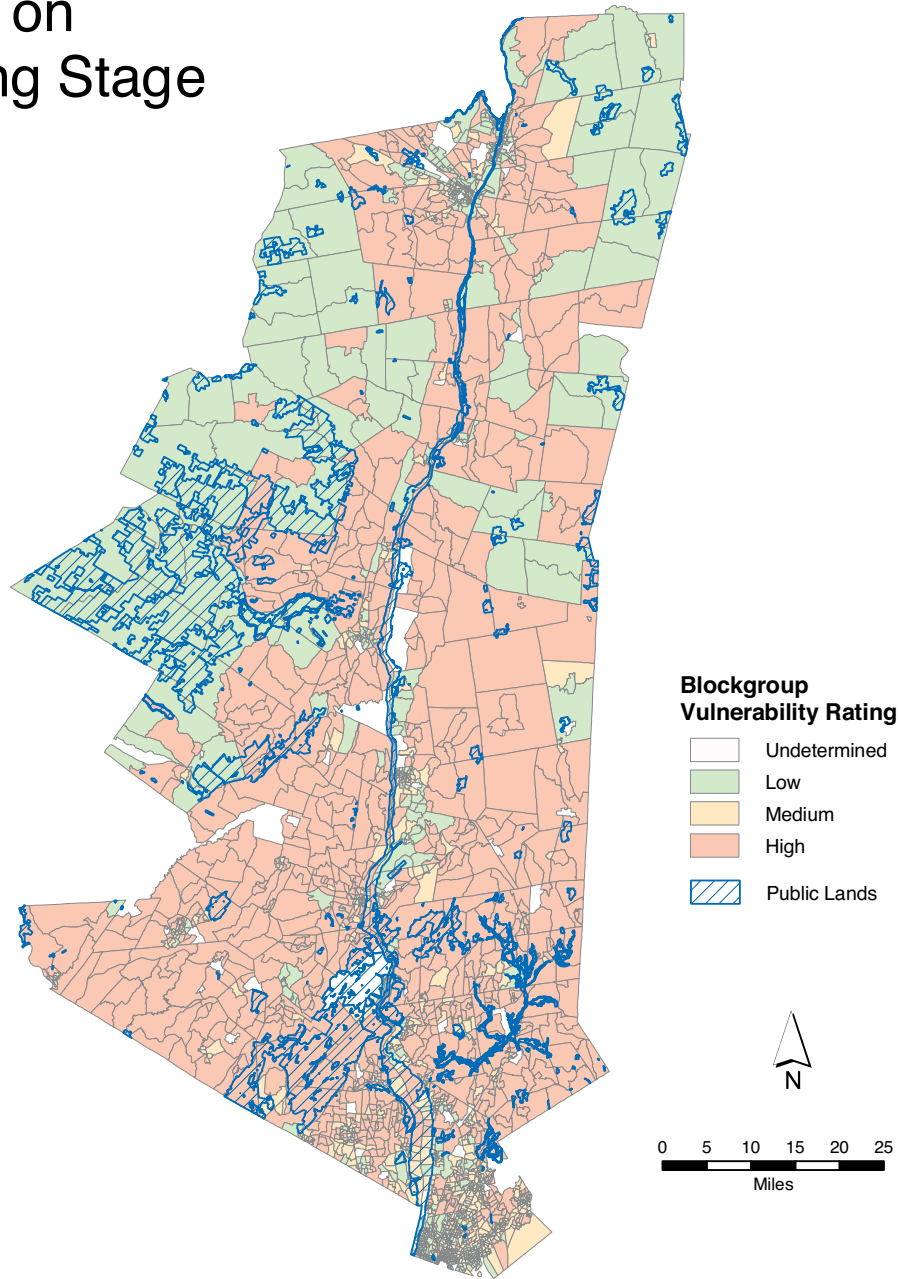 on
ng Stage
Blockgroup
Vulnerability Rating
Undetermined
Low
Medium
High
Public Lands
N
0 5 10 15 20 25
Miles